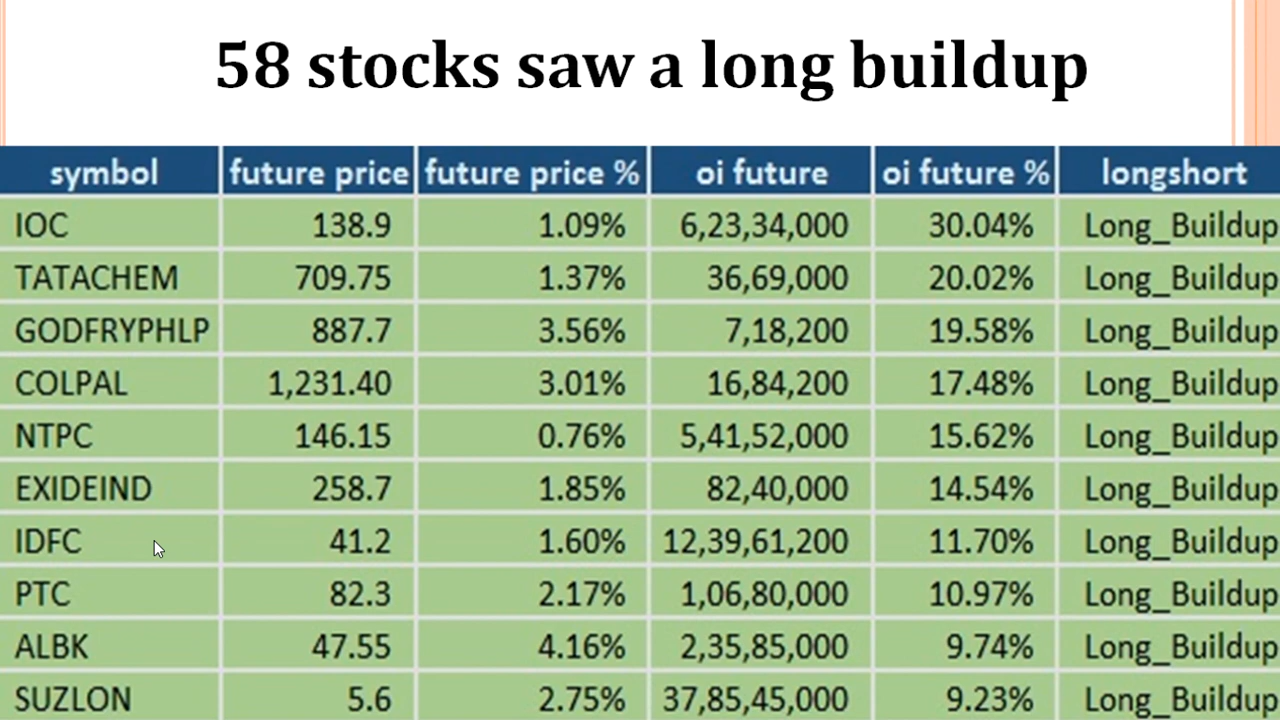 58 stocks saw a long buildup
symbol future price future price % oi future oi future % longshort
IOC 138.9 1.09% 6,23,34,000 30.04% Long_Buildup
TATACHEM 709.75 1.37% 36,69,000 20.02% Long_Buildup
GODFRYPHLP 887.7 3.56% 7,18,200 19.58% Long_Buildup
COLPAL 1,231.40 3.01% 16,84,200 17.48% Long_Buildup
NTPC 146.15 0.76% 5,41,52,000 15.62% Long_Buildup
EXIDEIND 258.7 1.85% 82,40,000 14.54% Long_Buildup
IDFC 41.2 1.60% 12,39,61,200 11.70% Long_Buildup
PTC 82.3 2.17% 1,06,80,000 10.97% Long_Buildup
ALBK 47.55 4.16% 2,35,85,000 9.74% Long_Buildup
SUZLON 5.6 2.75% 37,85,45,000 9.23% Long_Buildup